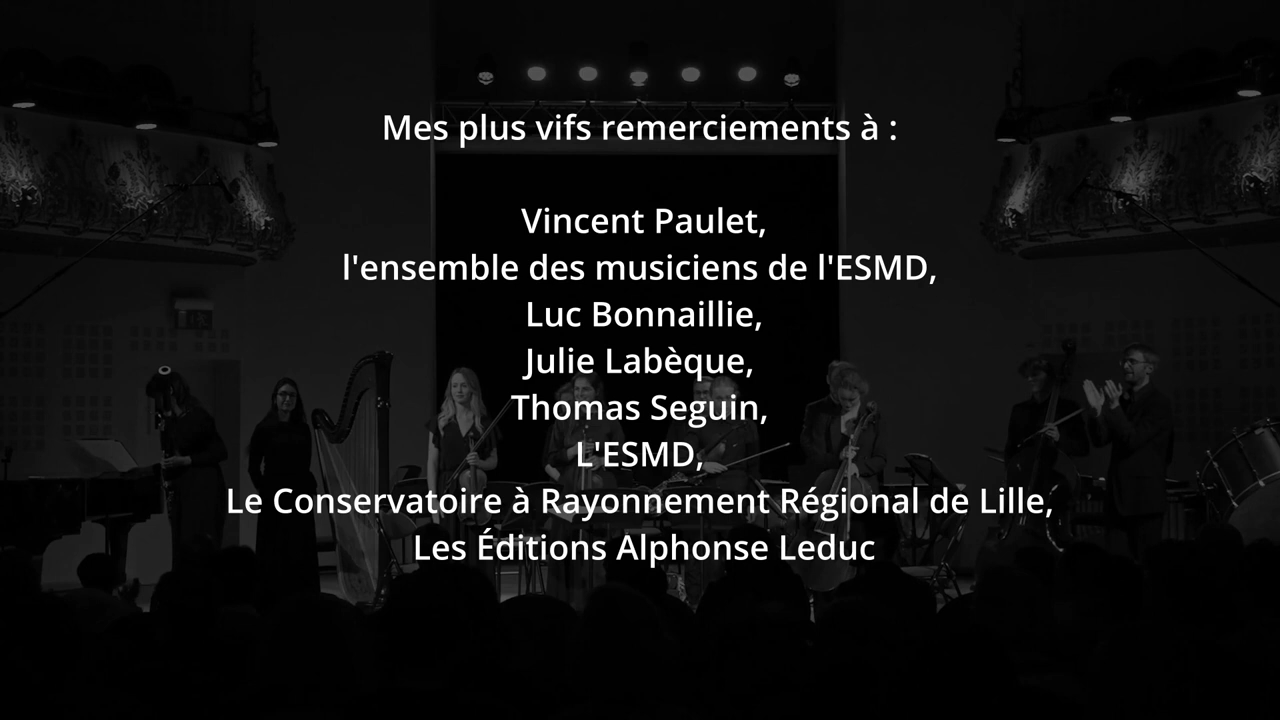 Mes plus vifs remerciements à :
Vincent Paulet,
l'ensemble des musiciens de l'ESMD,
Luc Bonnaillie,
Julie Labèque,
Thomas Seguin,
L'ESMD,
Le Conservatoire à Rayonnement Régional de Lille,
Les Éditions Alphonse Leduc